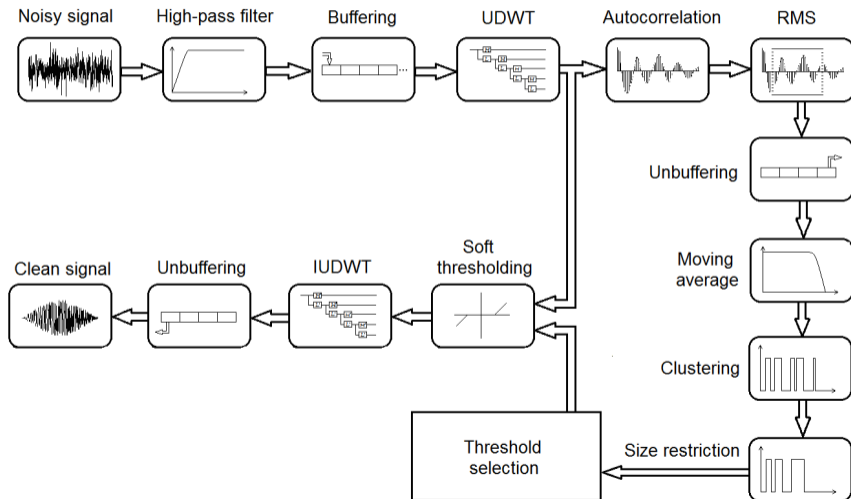 Noisy signal
High-pass filter
Buffering
UDWT
Autocorrelation
RMS
Unbuffering
Moving
average
Clustering
Size restriction
Threshold
selection
Soft
thresholding
IUDWT
Unbuffering
Clean signal